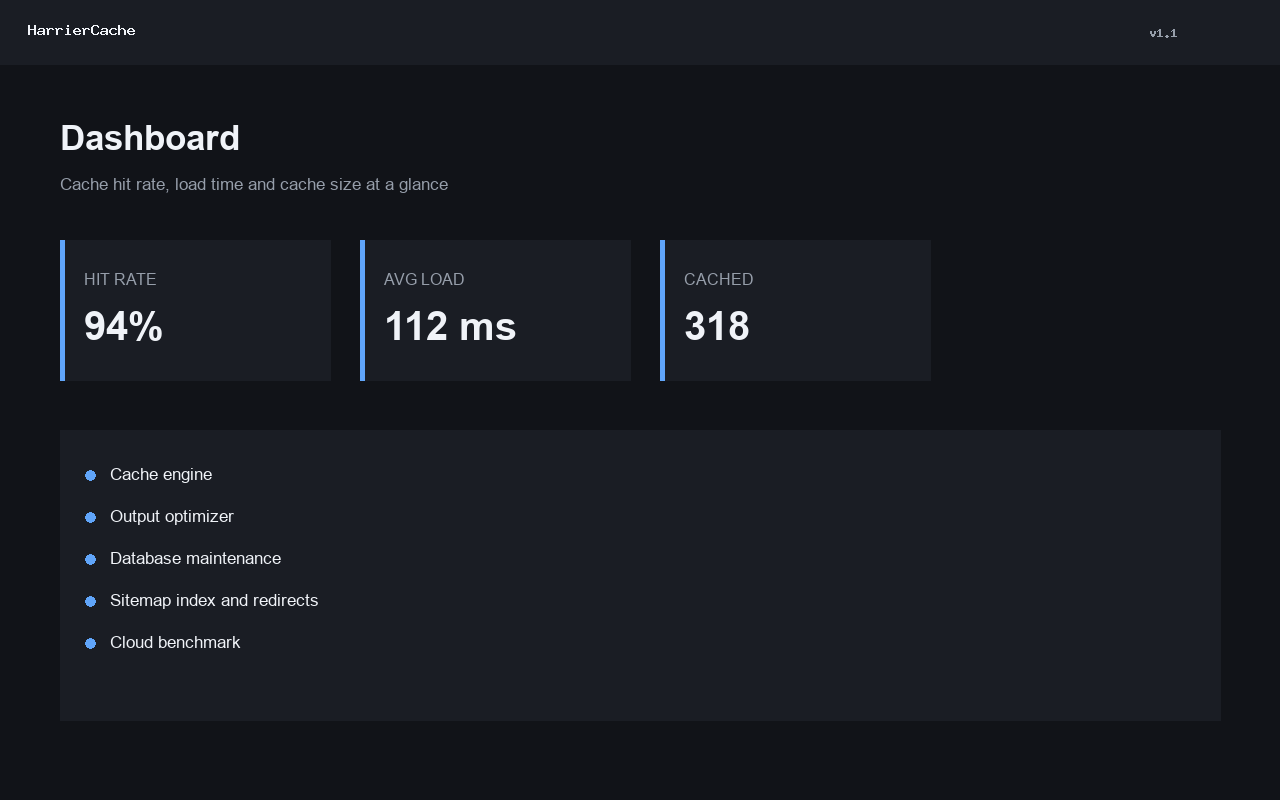 HarrierCache
v1.1
Dashboard
Cache hit rate, load time and cache size at a glance
HIT RATE
94%
AVG LOAD
112 ms
CACHED
318
Cache engine
Output optimizer
Database maintenance
Sitemap index and redirects
Cloud benchmark